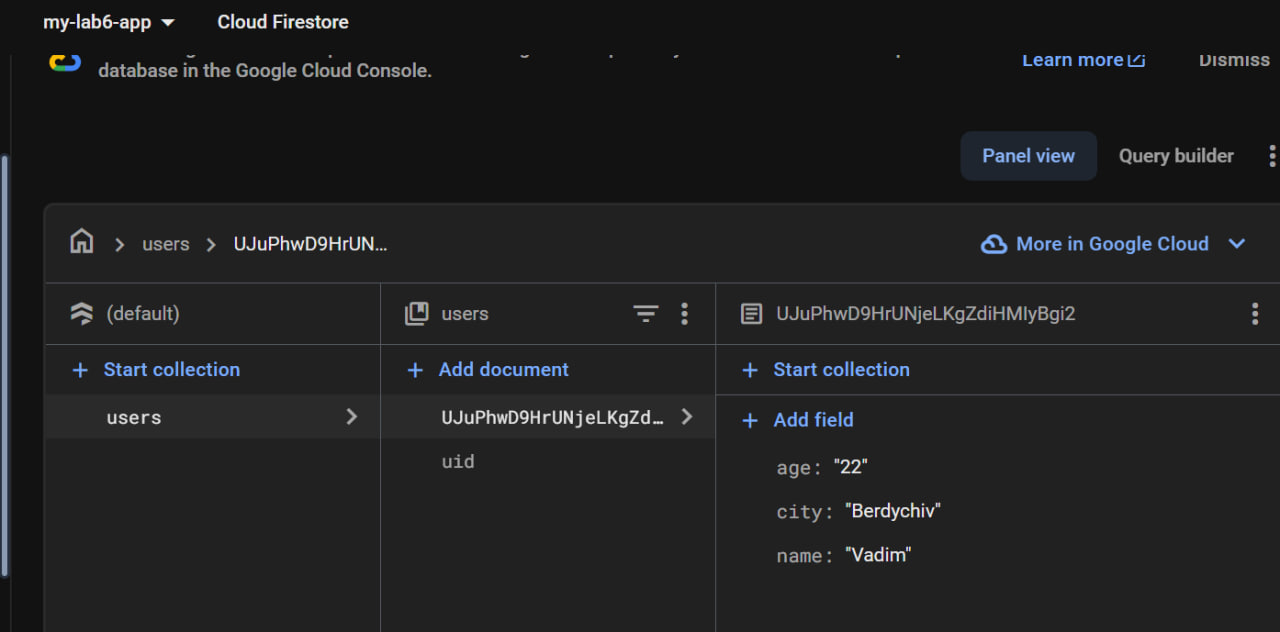 my-lab6-app Cloud Firestore
database in the Google Cloud Console.
Learn more Dismiss
Panel view Query builder
users UJuPhwD9HrUN... More in Google Cloud
(default) users UJuPhwD9HrUNjeLKgZdiHMIyBgi2
Start collection Add document Start collection
users UJuPhwD9HrUNjeLKgZd... Add field
uid
age: "22"
city: "Berdychiv"
name: "Vadim"